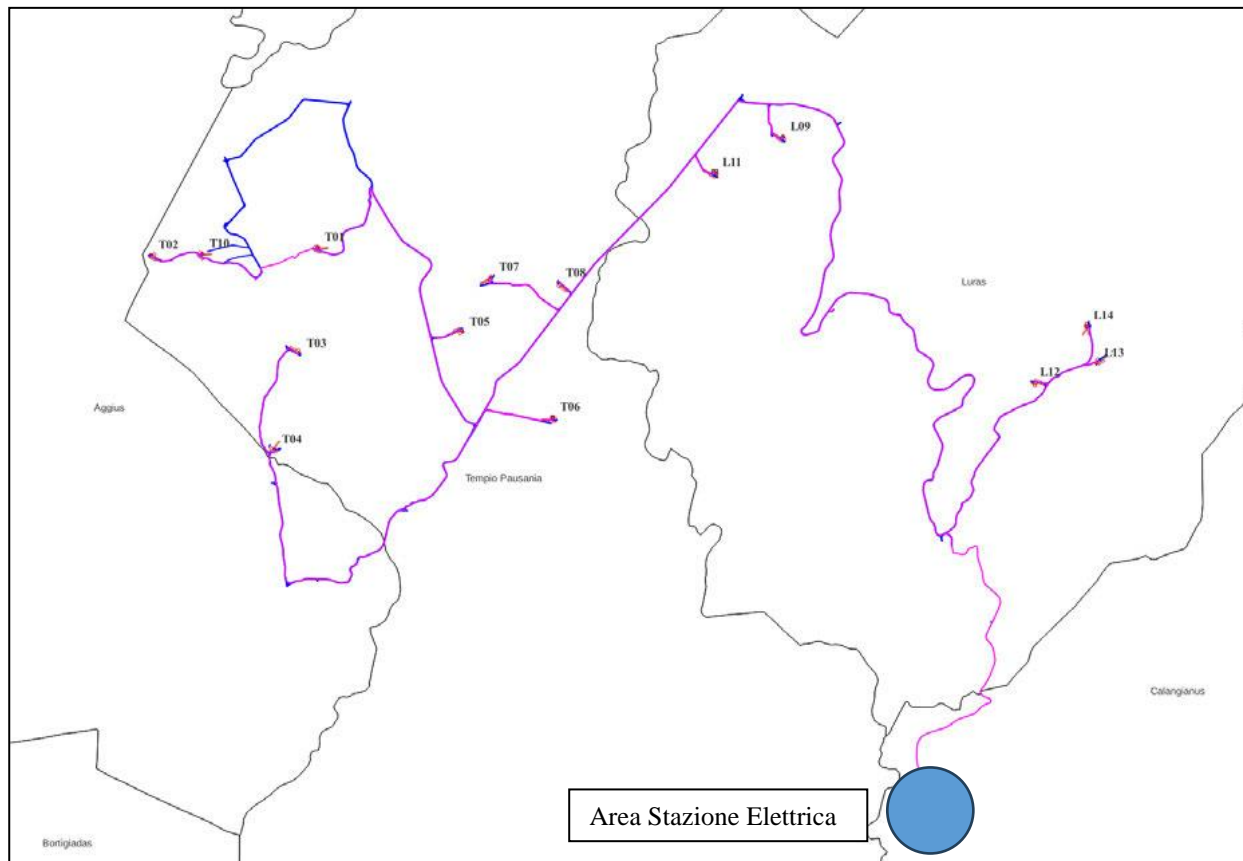 L09
L11
T01
T02
T10
T07
T08
Luras
T05
L14
T03
L13
L12
Àggius
T06
T04
Tempio Pausania
Calangianus
Area Stazione Elettrica
Bortigiadas